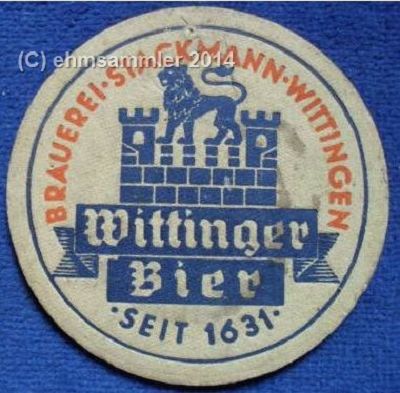 (C) ehmsammler 2014
BRAUEREI·STACKMANN·WITTINGEN
Wittinger
Bier
·SEIT 1631·